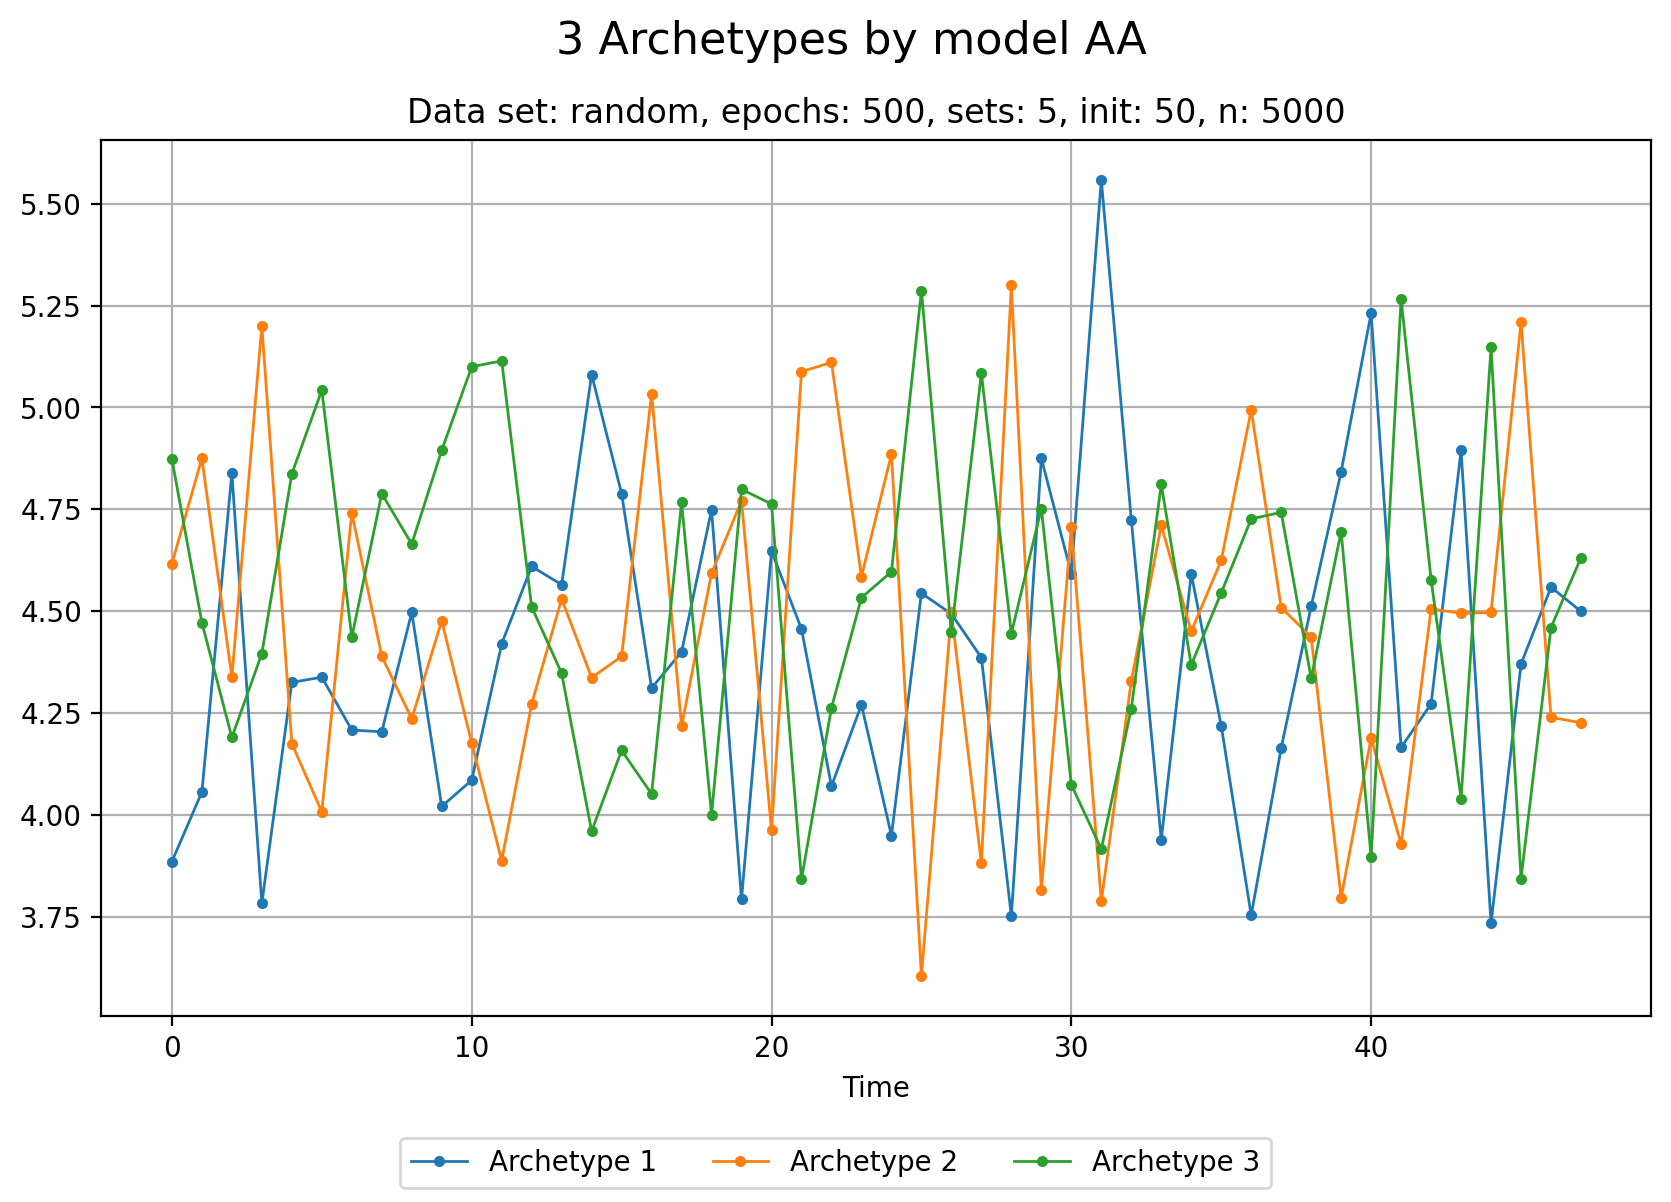 3 Archetypes by model AA
Data set: random, epochs: 500, sets: 5, init: 50, n: 5000
5.50
5.25
5.00
4.75
4.50
4.25
4.00
3.75
0 10 20 30 40
Time
Archetype 1 Archetype 2 Archetype 3